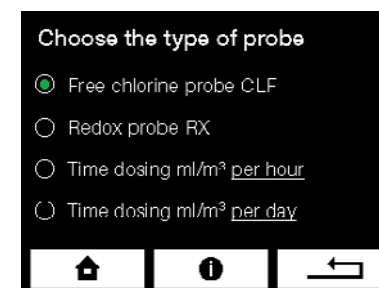 Choose the type of probe
Free chlorine probe CLF
Redox probe RX
Time dosing ml/m³ per hour
Time dosing ml/m³ per day